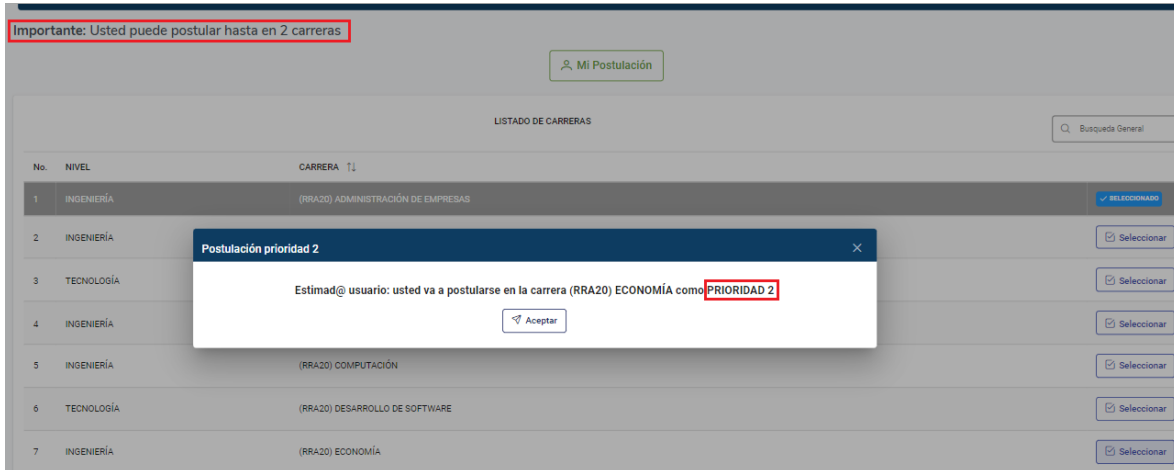 Importante: Usted puede postular hasta en 2 carreras
Mi Postulación
LISTADO DE CARRERAS
Busqueda General
No. NIVEL CARRERA
1 INGENIERÍA (RRA20) ADMINISTRACIÓN DE EMPRESAS SELECCIONADO
2 INGENIERÍA Seleccionar
Postulación prioridad 2
3 TECNOLOGÍA Seleccionar
Estimad@ usuario: usted va a postularse en la carrera (RRA20) ECONOMÍA como PRIORIDAD 2
Aceptar
4 INGENIERÍA Seleccionar
5 INGENIERÍA (RRA20) COMPUTACIÓN Seleccionar
6 TECNOLOGÍA (RRA20) DESARROLLO DE SOFTWARE Seleccionar
7 INGENIERÍA (RRA20) ECONOMÍA Seleccionar